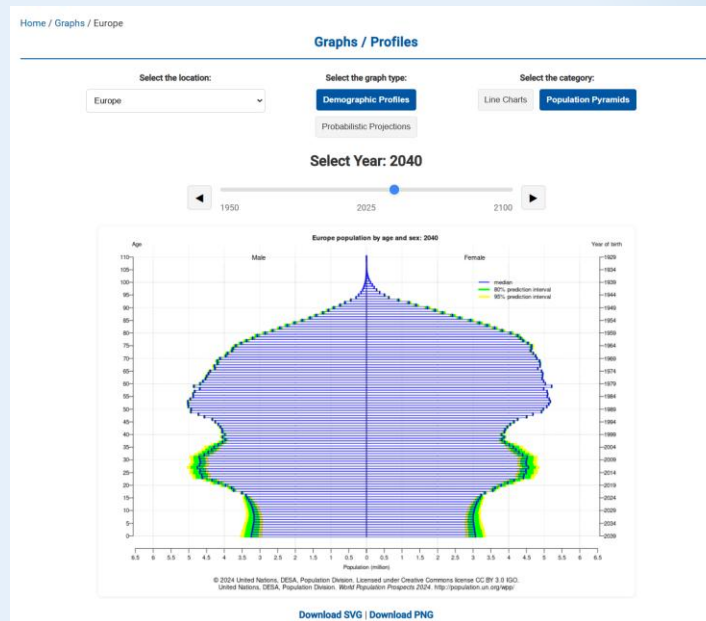 Home / Graphs / Europe
Graphs / Profiles
Select the location:
Europe
Select the graph type:
Demographic Profiles
Probabilistic Projections
Select the category:
Line Charts
Population Pyramids
Select Year: 2040
◀
1950
2025
2100
▶
Europe population by age and sex: 2040
Age
Year of birth
Male
Female
median
80% prediction interval
95% prediction interval
110
105
100
95
90
85
80
75
70
65
60
55
50
45
40
35
30
25
20
15
10
5
0
1929
1934
1939
1944
1949
1954
1959
1964
1969
1974
1979
1984
1989
1994
1999
2004
2009
2014
2019
2024
2029
2034
2039
6.5 6 5.5 5 4.5 4 3.5 3 2.5 2 1.5 1 0.5 0 0.5 1 1.5 2 2.5 3 3.5 4 4.5 5 5.5 6 6.5
Population (million)
© 2024 United Nations, DESA, Population Division. Licensed under Creative Commons license CC BY 3.0 IGO.
United Nations, DESA, Population Division. World Population Prospects 2024. http://population.un.org/wpp/
Download SVG | Download PNG